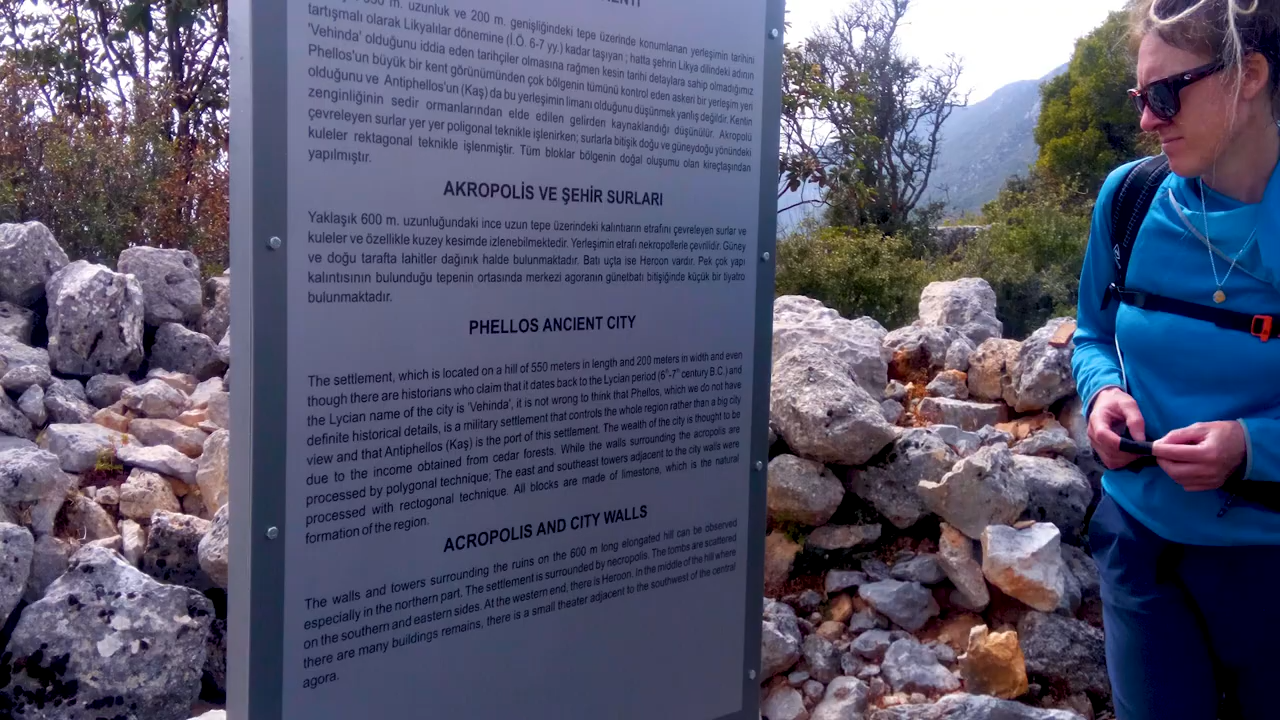 KENTİ
550 m. uzunluk ve 200 m. genişliğindeki tepe üzerinde konumlanan yerleşimin tarihini
tartışmalı olarak Likyalılar dönemine (İ.Ö. 6-7 yy.) kadar taşıyan ; hatta şehrin Likya dilindeki adının
'Vehinda' olduğunu iddia eden tarihçiler olmasına rağmen kesin tarihi detaylara sahip olmadığımız
Phellos'un büyük bir kent görünümünden çok bölgenin tümünü kontrol eden askeri bir yerleşim yeri
olduğunu ve Antiphellos'un (Kaş) da bu yerleşimin limanı olduğunu düşünmek yanlış değildir. Kentin
zenginliğinin sedir ormanlarından elde edilen gelirden kaynaklandığı düşünülür. Akropolü
çevreleyen surlar yer yer poligonal teknikle işlenirken; surlarla bitişik doğu ve güneydoğu yönündeki
kuleler rektagonal teknikle işlenmiştir. Tüm bloklar bölgenin doğal oluşumu olan kireçtaşından
yapılmıştır.
AKROPOLİS VE ŞEHİR SURLARI
Yaklaşık 600 m. uzunluğundaki ince uzun tepe üzerindeki kalıntıların etrafını çevreleyen surlar ve
kuleler ve özellikle kuzey kesimde izlenebilmektedir. Yerleşimin etrafı nekropollerle çevrilidir. Güney
ve doğu tarafta lahitler dağınık halde bulunmaktadır. Batı uçta ise Heroon vardır. Pek çok yapı
kalıntısının bulunduğu tepenin ortasında merkezi agoranın günetbatı bitişiğinde küçük bir tiyatro
bulunmaktadır.
PHELLOS ANCIENT CITY
The settlement, which is located on a hill of 550 meters in length and 200 meters in width and even
though there are historians who claim that it dates back to the Lycian period (6th-7th century B.C.) and
the Lycian name of the city is 'Vehinda', it is not wrong to think that Phellos, which we do not have
definite historical details, is a military settlement that controls the whole region rather than a big city
view and that Antiphellos (Kaş) is the port of this settlement. The wealth of the city is thought to be
due to the income obtained from cedar forests. While the walls surrounding the acropolis are
processed by polygonal technique; The east and southeast towers adjacent to the city walls were
processed with rectogonal technique. All blocks are made of limestone, which is the natural
formation of the region.
ACROPOLIS AND CITY WALLS
The walls and towers surrounding the ruins on the 600 m long elongated hill can be observed
especially in the northern part. The settlement is surrounded by necropolis. The tombs are scattered
on the southern and eastern sides. At the western end, there is Heroon. In the middle of the hill where
there are many buildings remains, there is a small theater adjacent to the southwest of the central
agora.